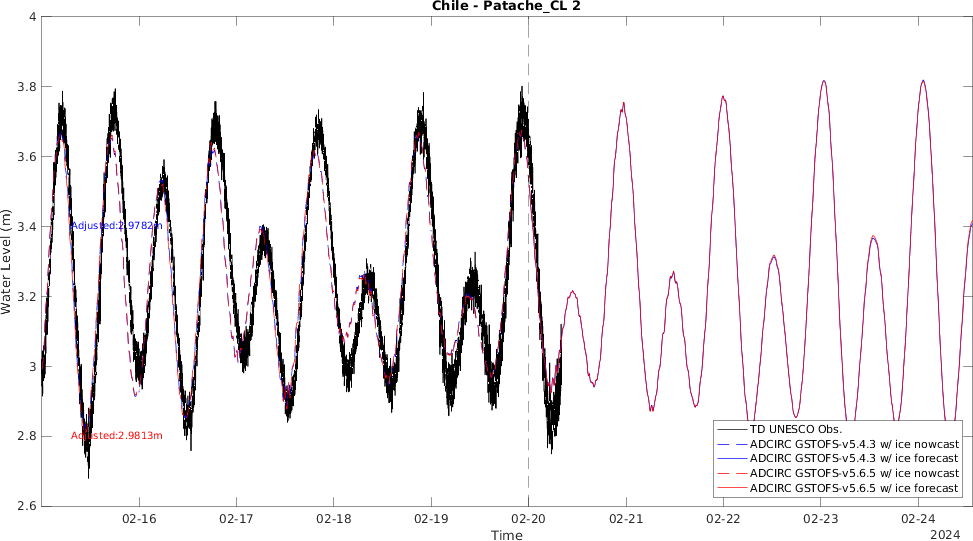 Chile - Patache_CL 2
Water Level (m)
4
3.8
3.6
3.4
3.2
3
2.8
2.6
Adjusted:2.9782m
Adjusted:2.9813m
TD UNESCO Obs.
ADCIRC GSTOFS-v5.4.3 w/ ice nowcast
ADCIRC GSTOFS-v5.4.3 w/ ice forecast
ADCIRC GSTOFS-v5.6.5 w/ ice nowcast
ADCIRC GSTOFS-v5.6.5 w/ ice forecast
02-16 02-17 02-18 02-19 02-20 02-21 02-22 02-23 02-24
Time
2024